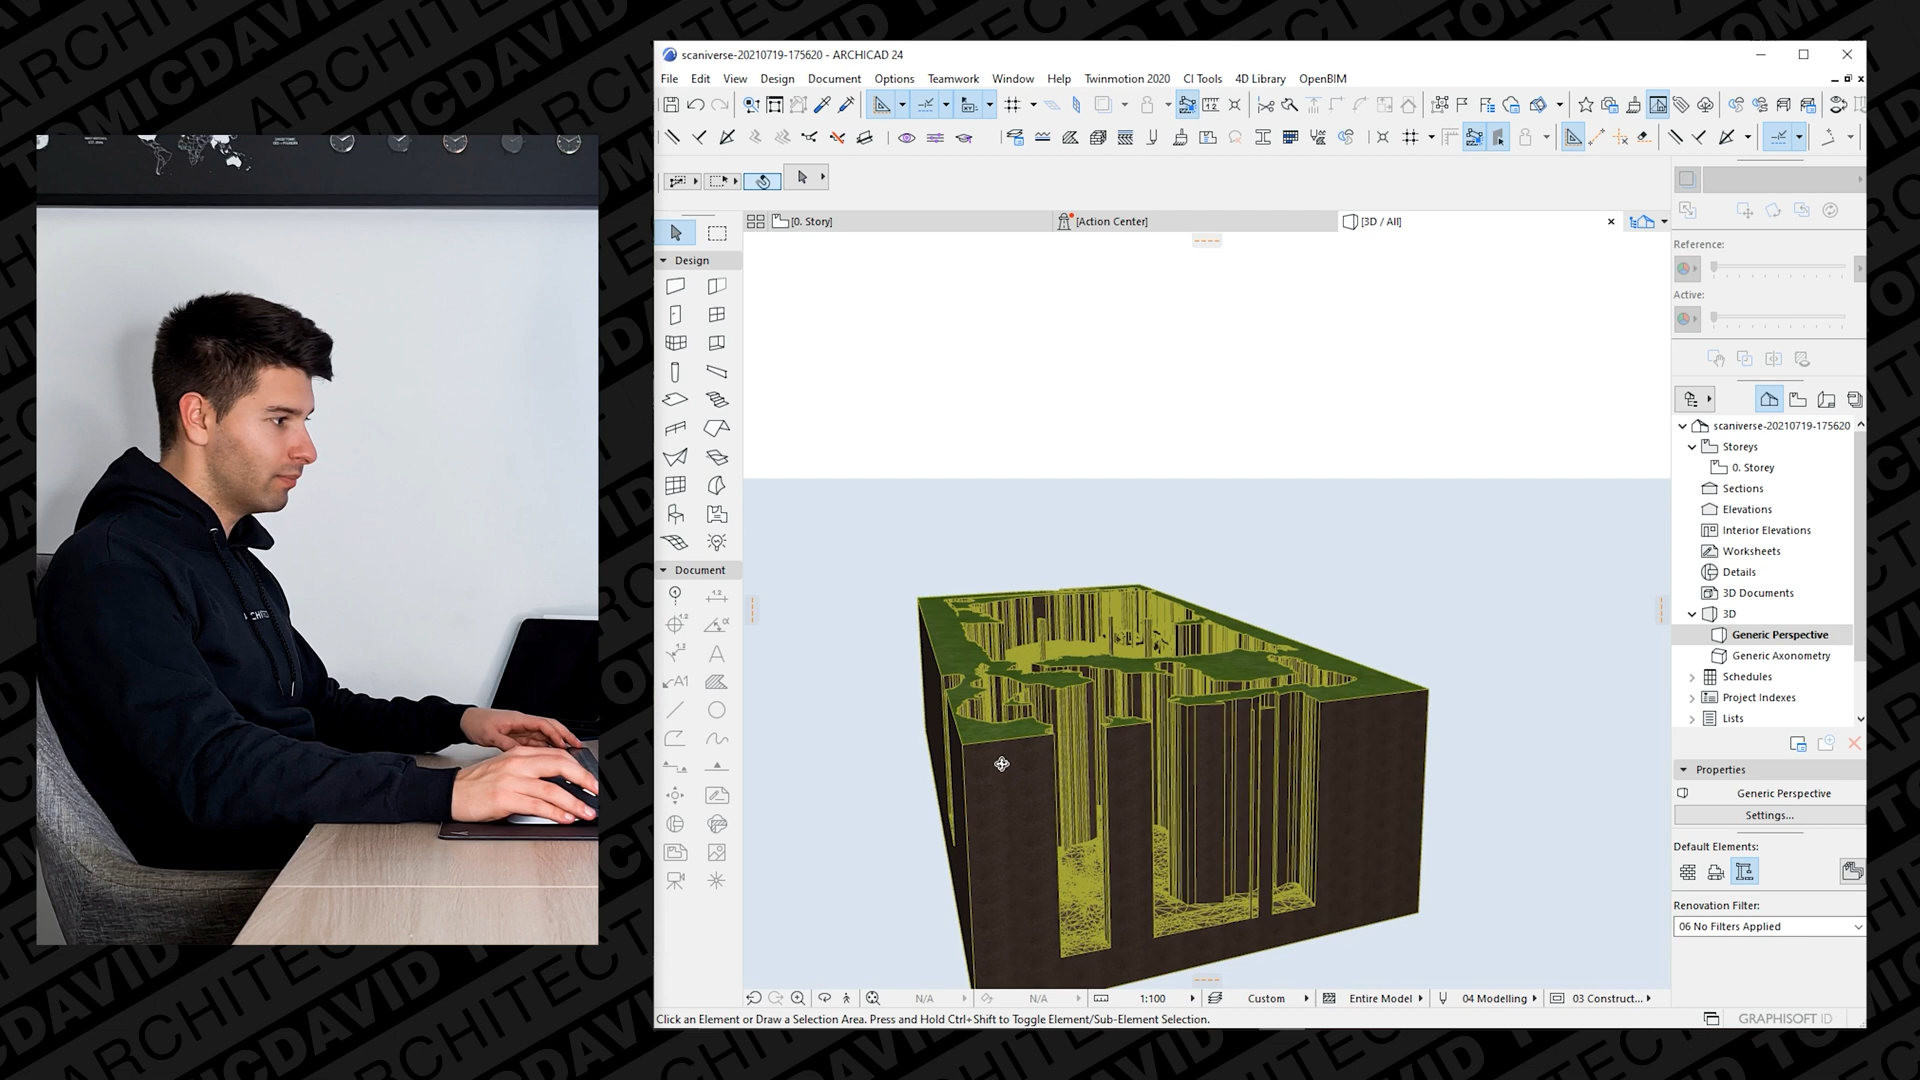 scaniverse-20210719-175620 - ARCHICAD 24
File Edit View Design Document Options Teamwork Window Help Twinmotion 2020 CI Tools 4D Library OpenBIM
[0. Story]
[Action Center]
[3D / All]
Design
Document
A1
Reference:
Active:
scaniverse-20210719-175620
Storeys
0. Storey
Sections
Elevations
Interior Elevations
Worksheets
Details
3D Documents
3D
Generic Perspective
Generic Axonometry
Schedules
Project Indexes
Lists
Properties
Generic Perspective
Settings...
Default Elements:
Renovation Filter:
06 No Filters Applied
N/A
N/A
1:100
Custom
Entire Model
04 Modelling
03 Construct...
Click an Element or Draw a Selection Area. Press and Hold Ctrl+Shift to Toggle Element/Sub-Element Selection.
GRAPHISOFT ID